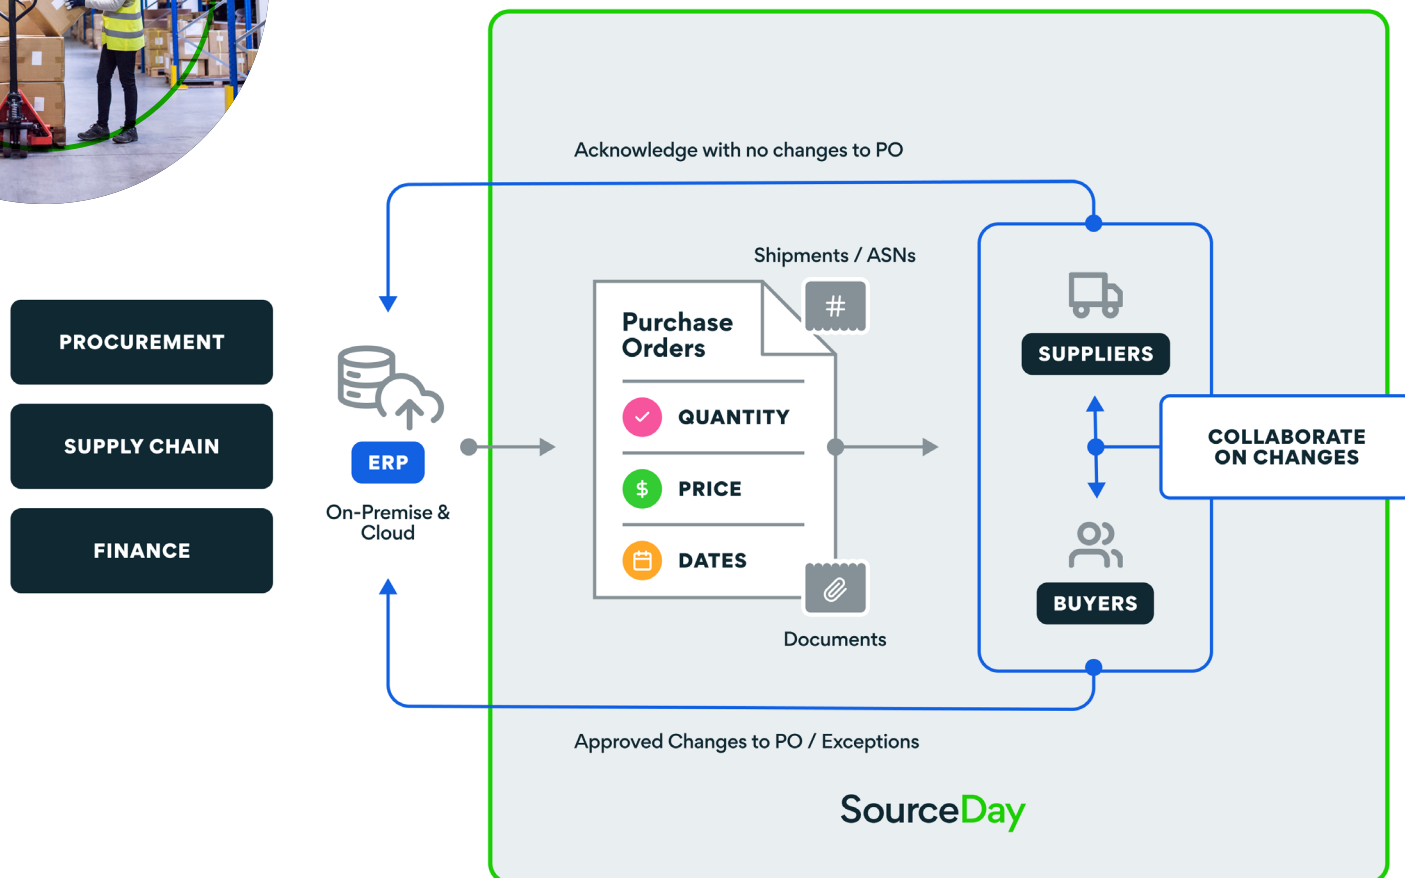 Acknowledge with no changes to PO
Shipments / ASNs
#
PROCUREMENT
SUPPLY CHAIN
FINANCE
ERP
On-Premise &
Cloud
Purchase
Orders
QUANTITY
$
PRICE
DATES
Documents
SUPPLIERS
COLLABORATE
ON CHANGES
BUYERS
Approved Changes to PO / Exceptions
SourceDay